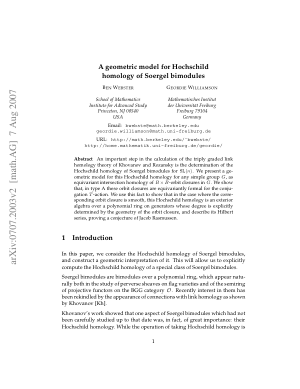 A geometric model for Hochschild
homology of Soergel bimodules
BEN WEBSTER
GEORDIE WILLIAMSON
School of Mathematics
Institute for Advanced Study
Princeton, NJ 08540
USA
Mathematisches Institut
der Universität Freiburg
Freiburg 79104
Germany
Email: bwebste@math.berkeley.edu
geordie.williamson@math.uni-freiburg.de
URL: http://math.berkeley.edu/~bwebste/
http://home.mathematik.uni-freiburg.de/geordie/
Abstract An important step in the calculation of the triply graded link
homology theory of Khovanov and Rozansky is the determination of the
Hochschild homology of Soergel bimodules for SL(n). We present a geo-
metric model for this Hochschild homology for any simple group G, as
equivariant intersection homology of B × B-orbit closures in G. We show
that, in type A these orbit closures are equivariantly formal for the conju-
gation T-action. We use this fact to show that in the case where the corre-
sponding orbit closure is smooth, this Hochschild homology is an exterior
algebra over a polynomial ring on generators whose degree is explicitly
determined by the geometry of the orbit closure, and describe its Hilbert
series, proving a conjecture of Jacob Rasmussen.
1 Introduction
In this paper, we consider the Hochschild homology of Soergel bimodules,
and construct a geometric interpretation of it. This will allow us to explicitly
compute the Hochschild homology of a special class of Soergel bimodules.
Soergel bimodules are bimodules over a polynomial ring, which appear natu-
rally both in the study of perverse sheaves on flag varieties and of the semiring
of projective functors on the BGG category O. Recently interest in them has
been rekindled by the appearance of connections with link homology as shown
by Khovanov [Kh].
Khovanov's work showed that one aspect of Soergel bimodules which had not
been carefully studied up to that date was, in fact, of great importance: their
Hochschild homology. While the operation of taking Hochschild homology is
1
arXiv:0707.2003v2 [math.AG] 7 Aug 2007